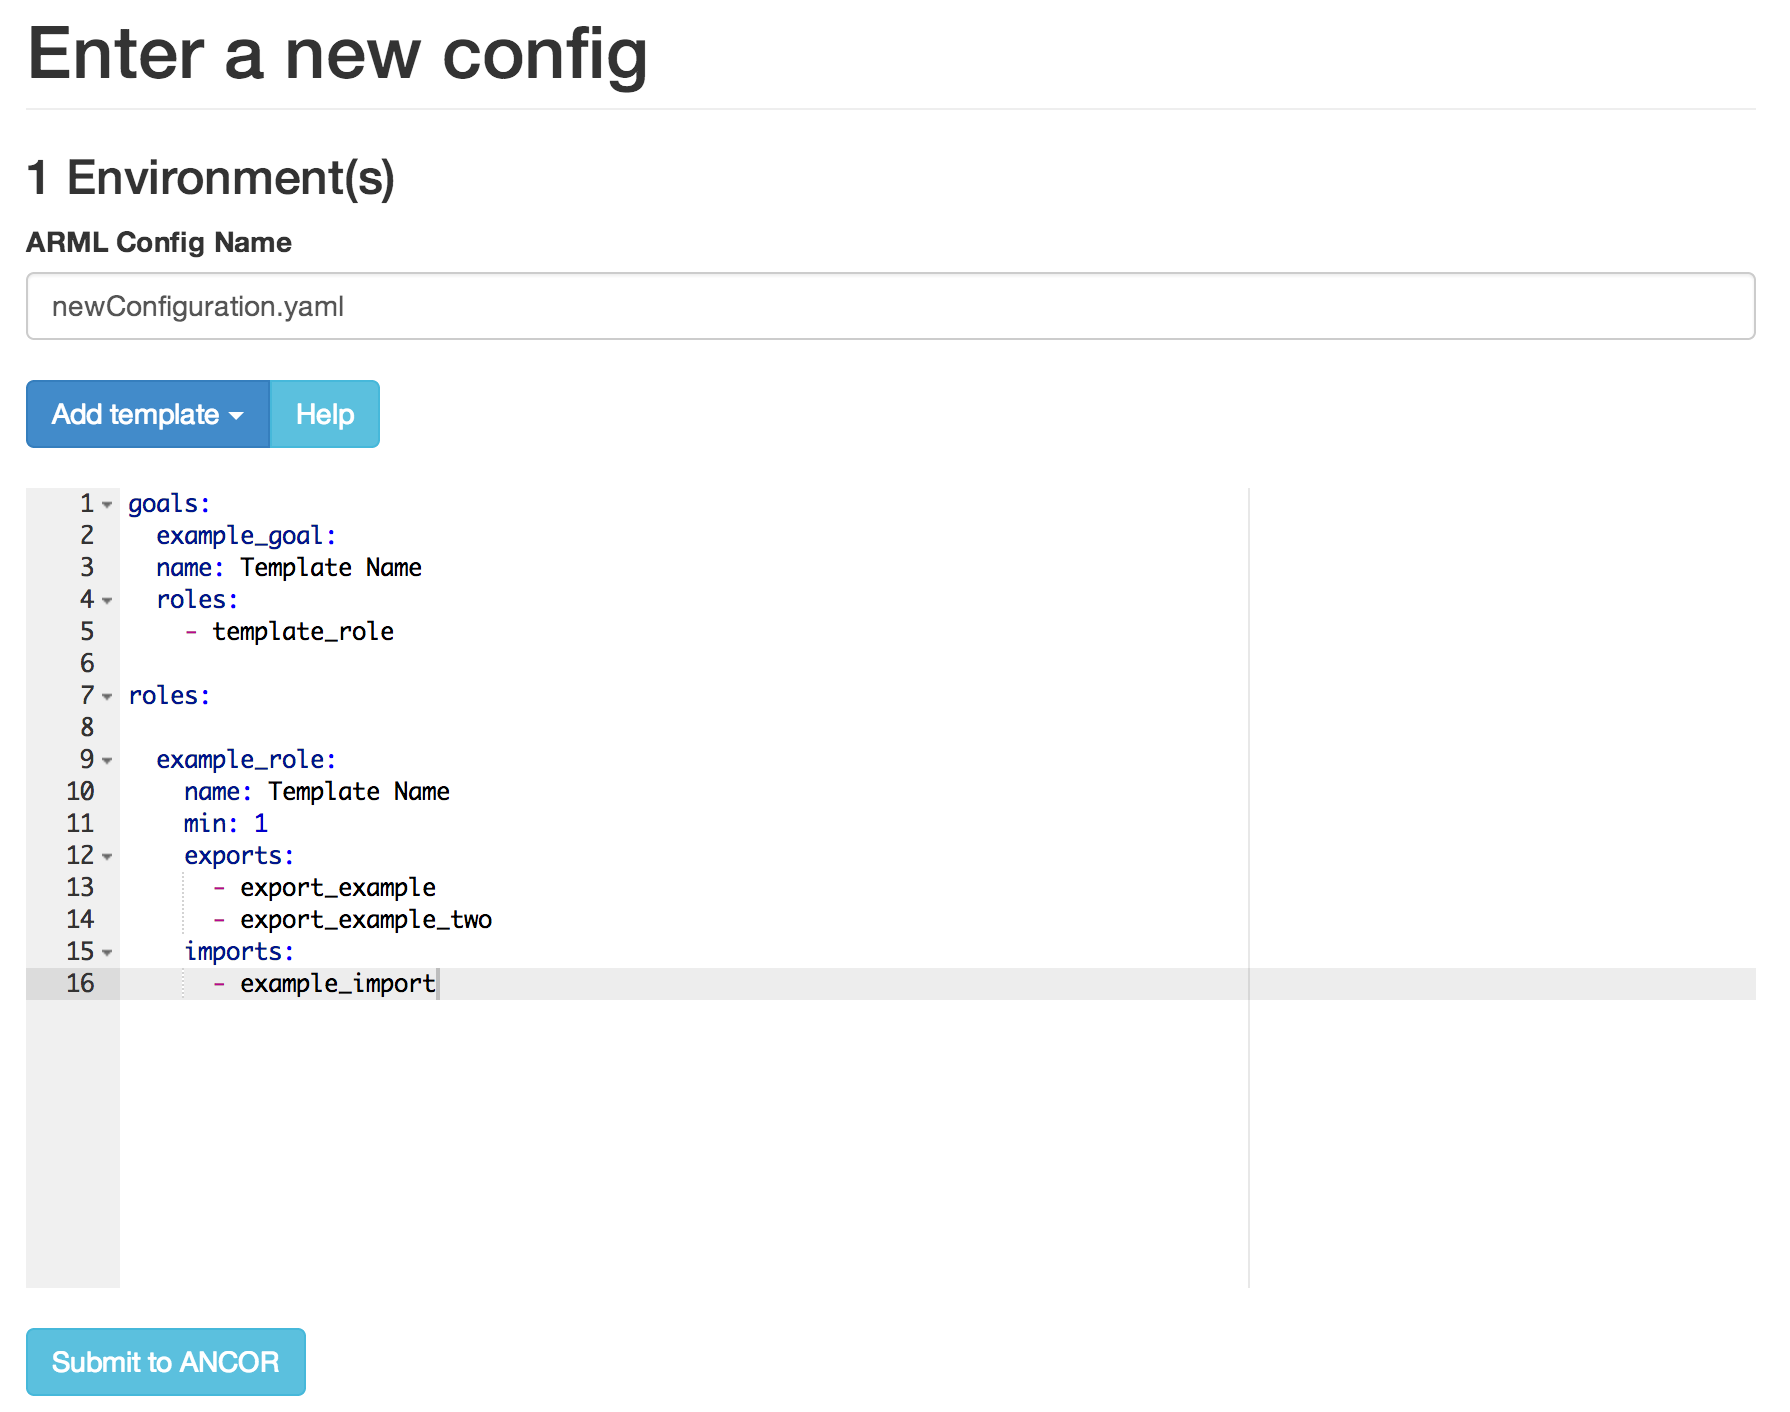 Enter a new config
1 Environment(s)
ARML Config Name
newConfiguration.yaml
Add template Help
1 goals:
2   example_goal:
3   name: Template Name
4   roles:
5     - template_role
6
7 roles:
8
9   example_role:
10     name: Template Name
11     min: 1
12     exports:
13       - export_example
14       - export_example_two
15     imports:
16       - example_import
Submit to ANCOR